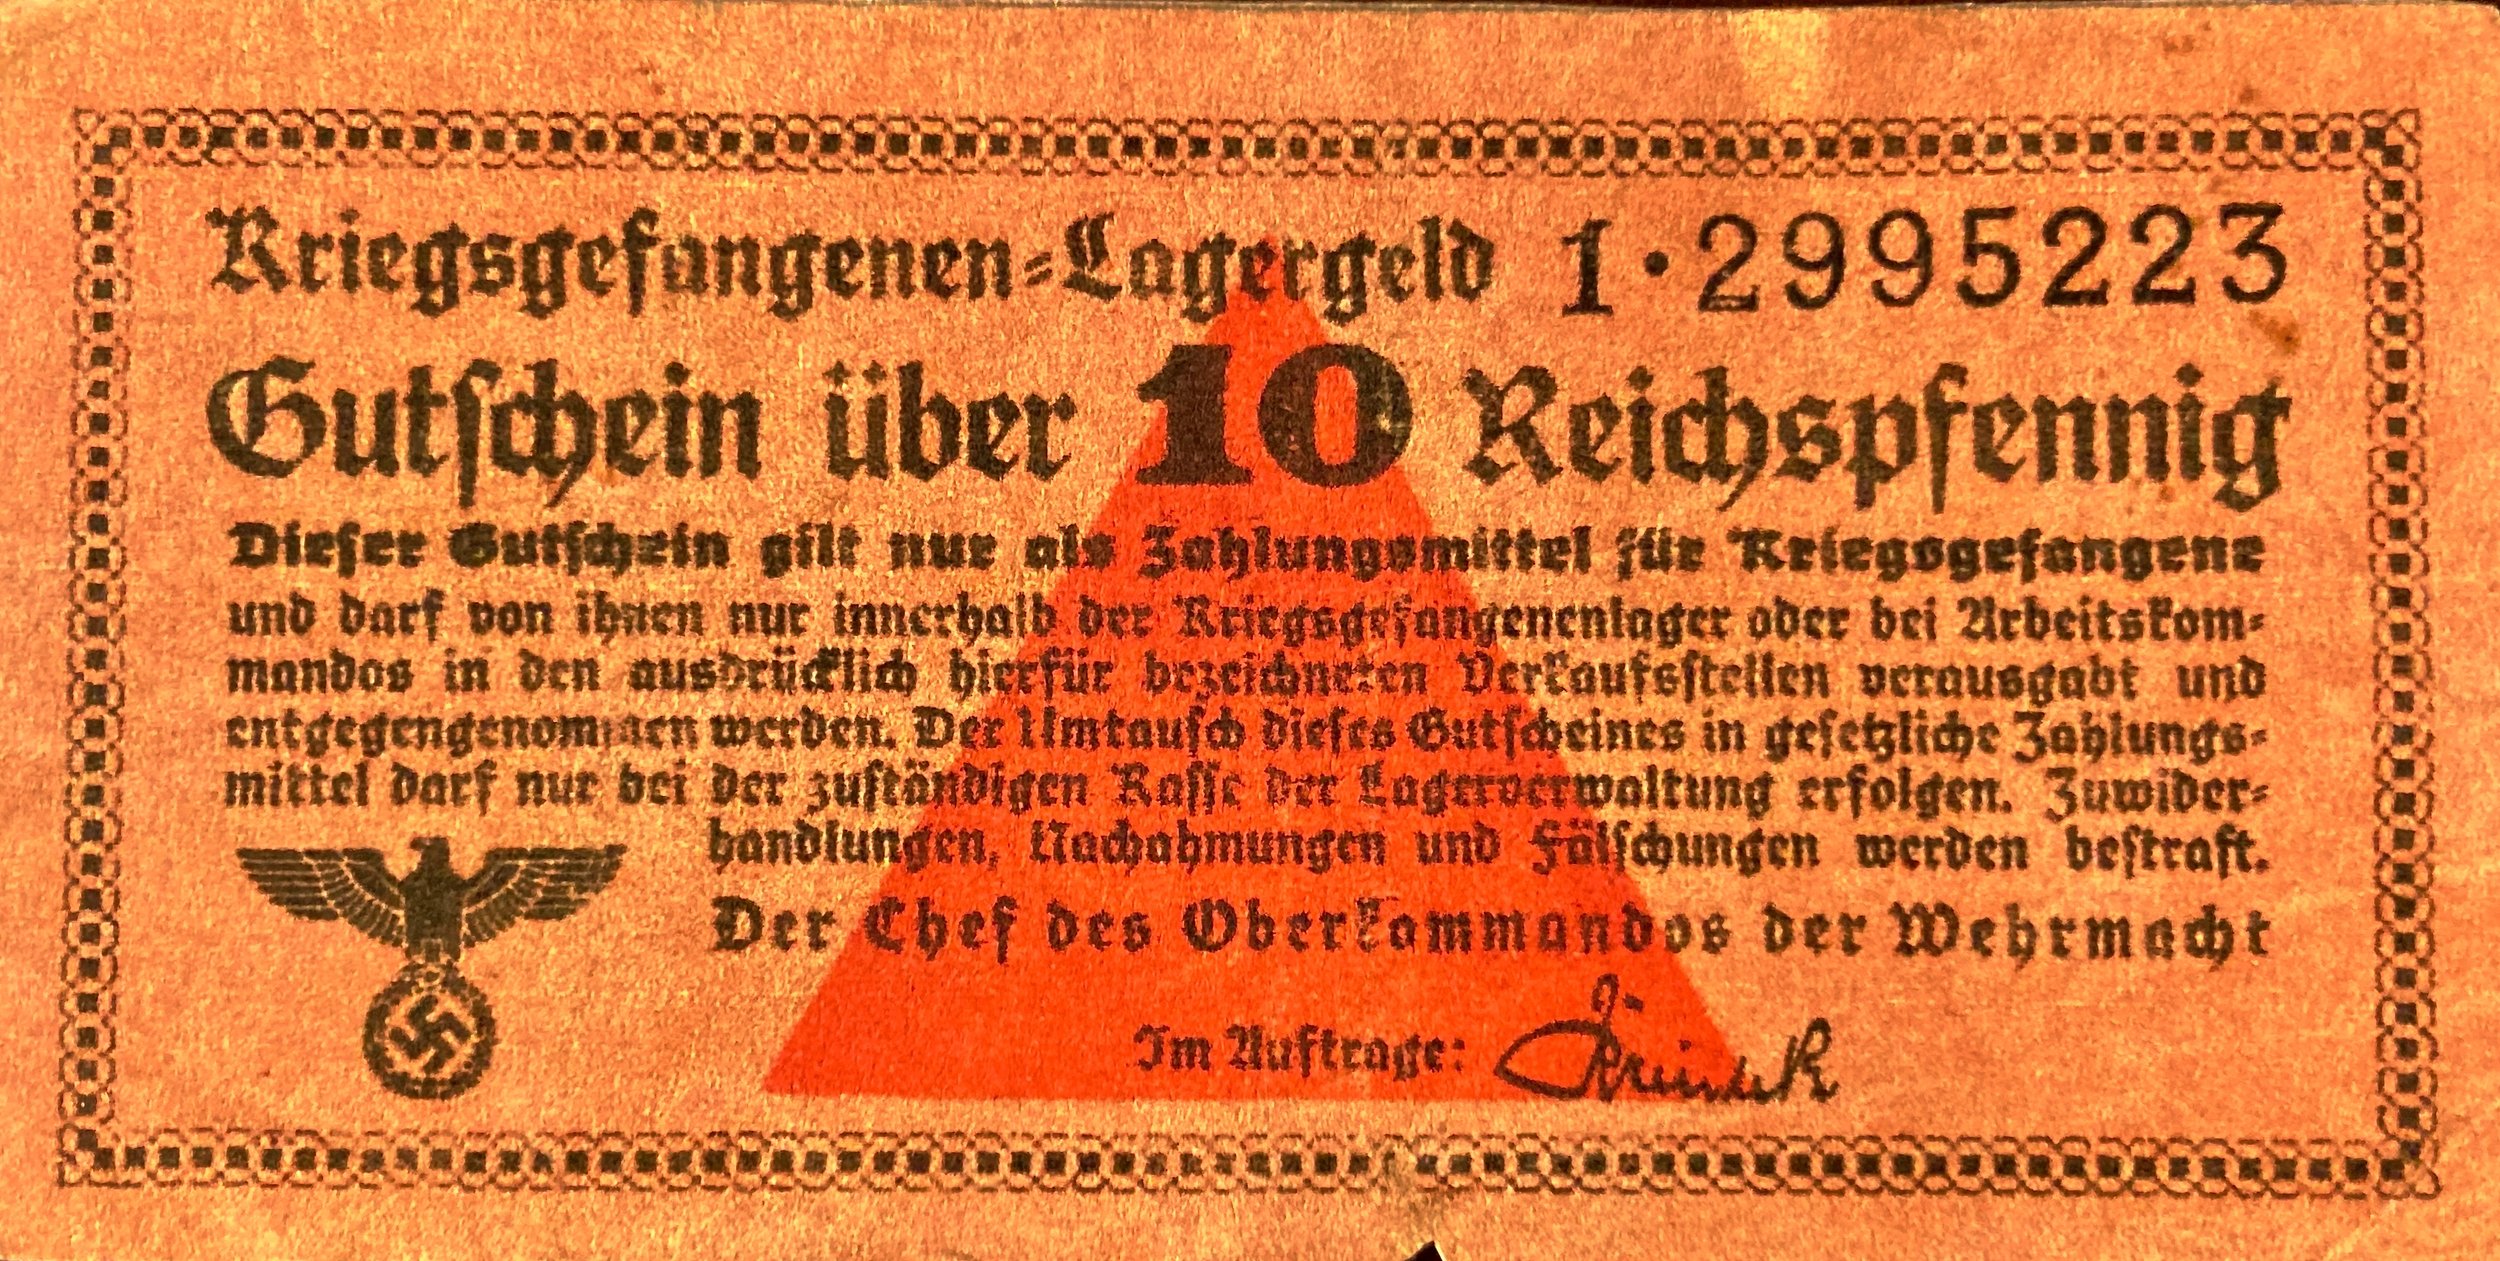 Kriegsgefangenen-Lagergeld 1·2995223
Gutschein über 10 Reichspfennig
Dieser Gutschein gilt nur als Zahlungsmittel für Kriegsgefangene
und darf von ihnen nur innerhalb der Kriegsgefangenenlager oder bei Arbeitskom-
mandos in den ausdrücklich hierfür bezeichneten Verkaufsstellen verausgabt und
entgegengenommen werden. Der Umtausch dieses Gutscheines in gesetzliche Zahlungs-
mittel darf nur bei der zuständigen Kasse der Lagerverwaltung erfolgen. Zuwider-
handlungen, Nachahmungen und Fälschungen werden bestraft.
Der Chef des Oberkommandos der Wehrmacht
Im Auftrage: